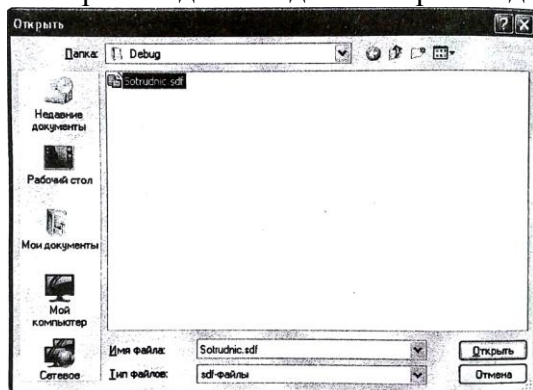 Открыть
Папка: Debug
Sotrudnic.sdf
Недавние
документы
Рабочий стол
Мои документы
Мой
компьютер
Сетевое
Имя файла: Sotrudnic.sdf Открыть
Тип файлов: sdf-файлы Отмена